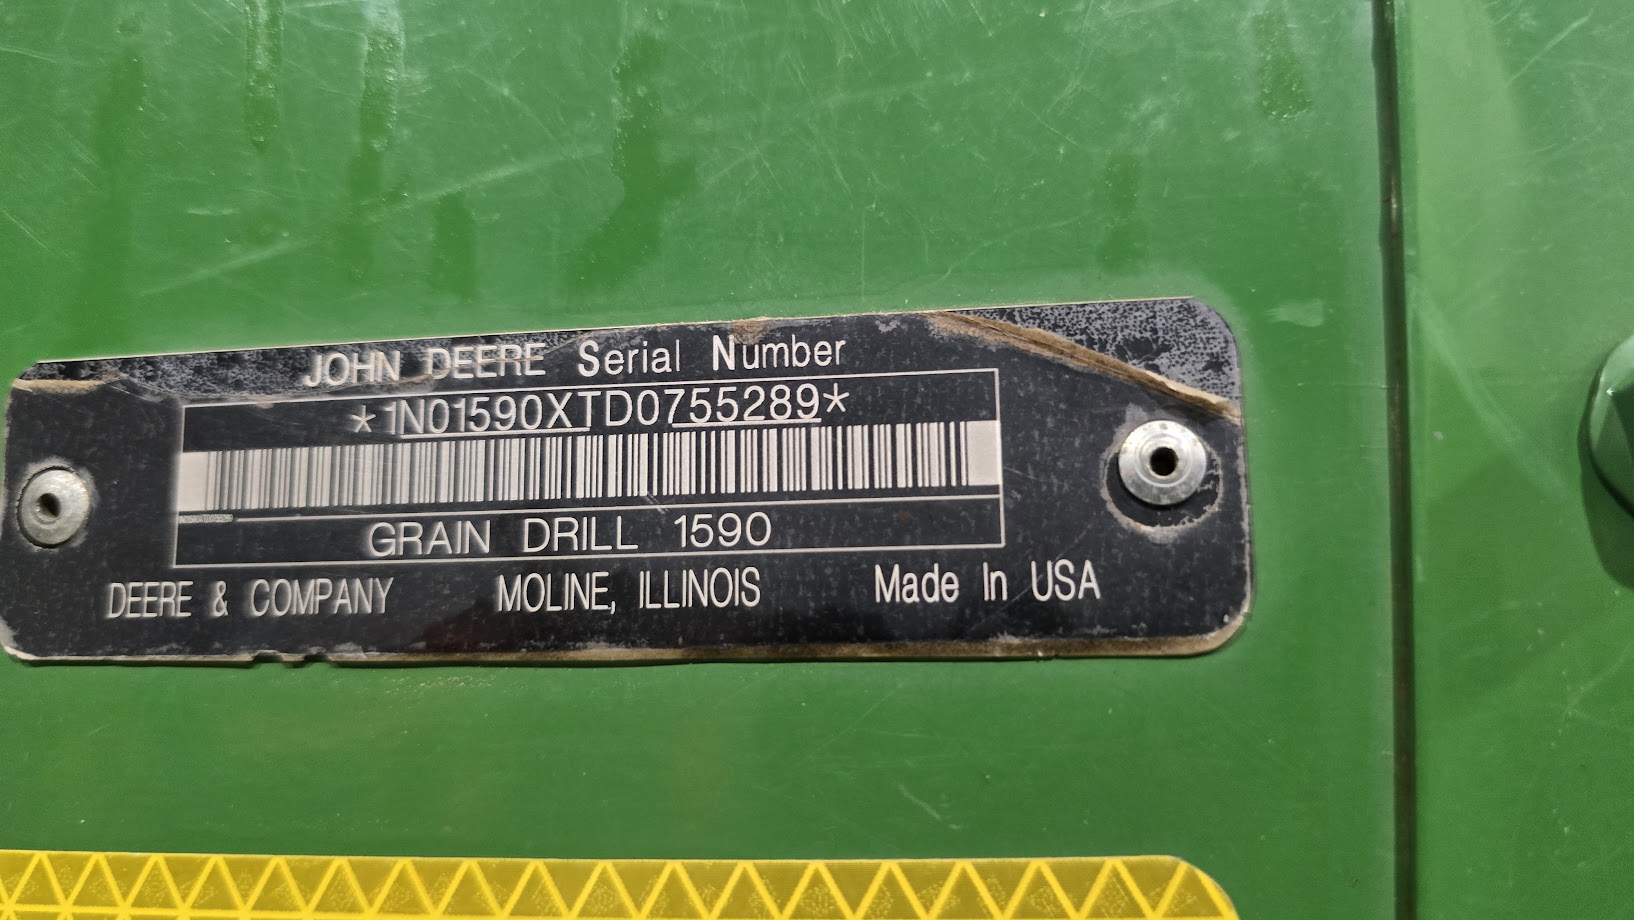 JOHN DEERE Serial Number
*1N01590XTD0755289*
GRAIN DRILL 1590
DEERE & COMPANY MOLINE, ILLINOIS Made In USA